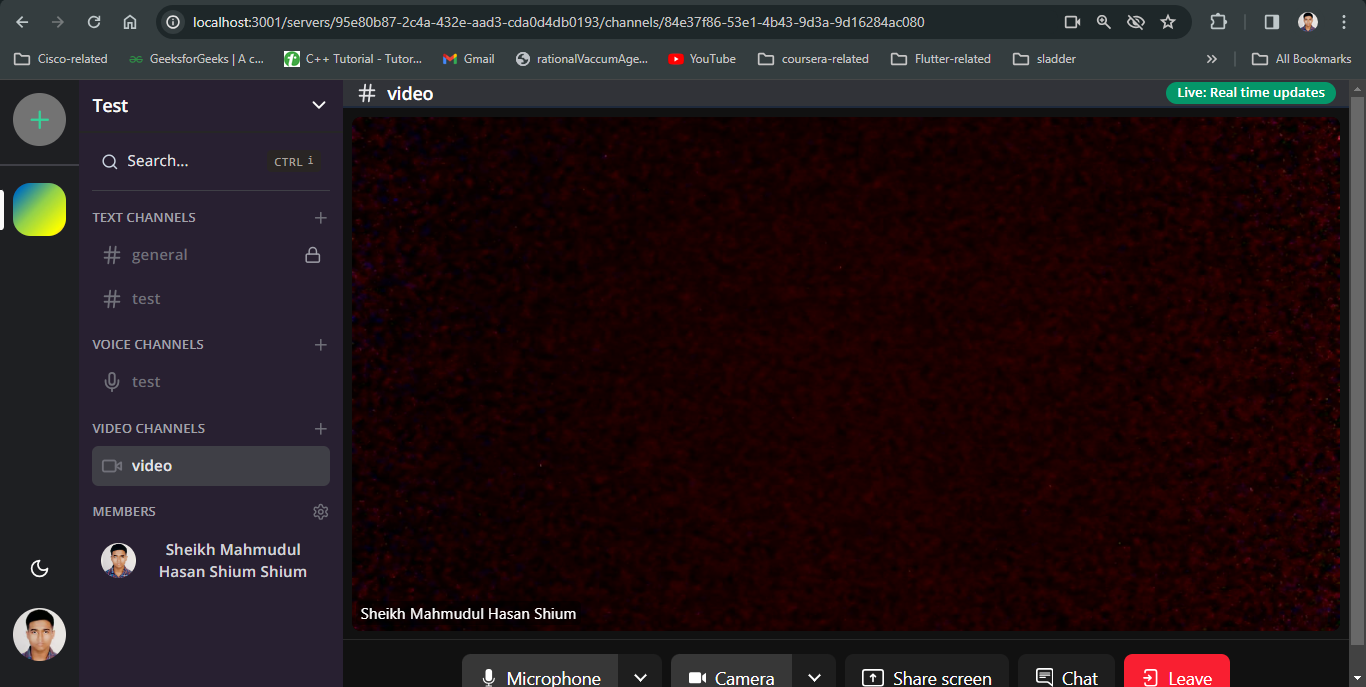 localhost:3001/servers/95e80b87-2c4a-432e-aad3-cda0d4db0193/channels/84e37f86-53e1-4b43-9d3a-9d16284ac080
Cisco-related GeeksforGeeks | A c... C++ Tutorial - Tutor... Gmail rationalVaccumAge... YouTube coursera-related Flutter-related sladder » All Bookmarks
Test
# video
Live: Real time updates
Search... CTRL i
TEXT CHANNELS +
# general
# test
VOICE CHANNELS +
test
VIDEO CHANNELS +
video
MEMBERS
Sheikh Mahmudul
Hasan Shium Shium
Sheikh Mahmudul Hasan Shium
Microphone Camera Share screen Chat Leave